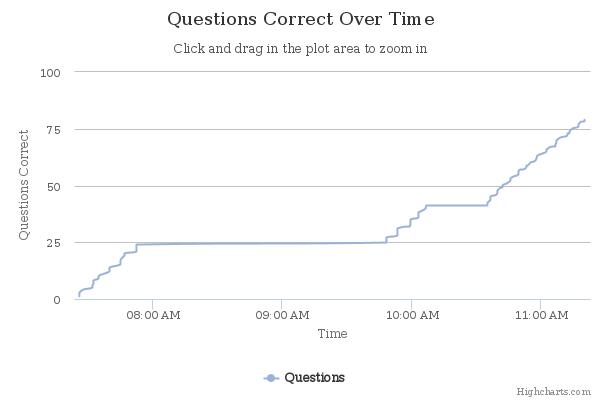 Questions Correct Over Time
Click and drag in the plot area to zoom in
Questions Correct
100
75
50
25
0
08:00 AM
09:00 AM
10:00 AM
11:00 AM
Time
Questions
Highcharts.com